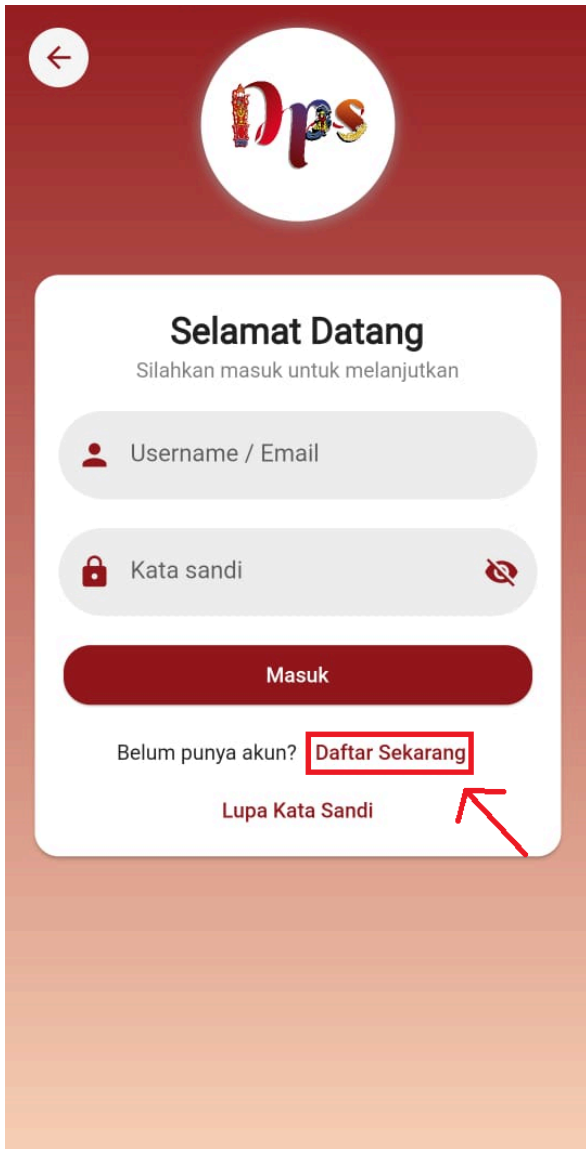 Dps
Selamat Datang
Silahkan masuk untuk melanjutkan
Username / Email
Kata sandi
Masuk
Belum punya akun? Daftar Sekarang
Lupa Kata Sandi